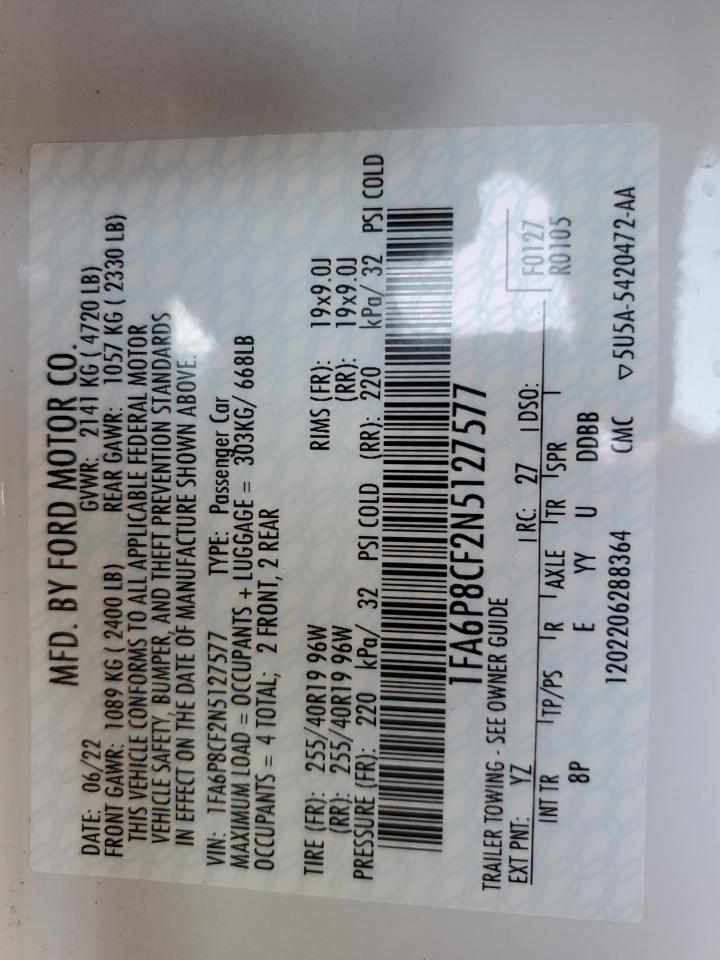 MFD. BY FORD MOTOR CO.
DATE: 06/22 GVWR: 2141 KG ( 4720 LB)
FRONT GAWR: 1089 KG ( 2400 LB) REAR GAWR: 1057 KG ( 2330 LB)
THIS VEHICLE CONFORMS TO ALL APPLICABLE FEDERAL MOTOR
VEHICLE SAFETY, BUMPER, AND THEFT PREVENTION STANDARDS
IN EFFECT ON THE DATE OF MANUFACTURE SHOWN ABOVE.
VIN: 1FA6P8CF2N5127577 TYPE: Passenger Car
MAXIMUM LOAD = OCCUPANTS + LUGGAGE = 303KG/ 668LB
OCCUPANTS = 4 TOTAL; 2 FRONT, 2 REAR
TIRE (FR): 255/40R19 96W RIMS (FR): 19x9.0J
(RR): 255/40R19 96W (RR): 19x9.0J
PRESSURE (FR): 220 kPa/ 32 PSI COLD (RR): 220 kPa/ 32 PSI COLD
1FA6P8CF2N5127577
TRAILER TOWING - SEE OWNER GUIDE
F0127
EXT PNT: YZ RC: 27 DSO:
R0105
INT TR TP/PS R AXLE TR SPR
8P E YY U DDBB
1202206288364 CMC ▽5U5A-5420472-AA